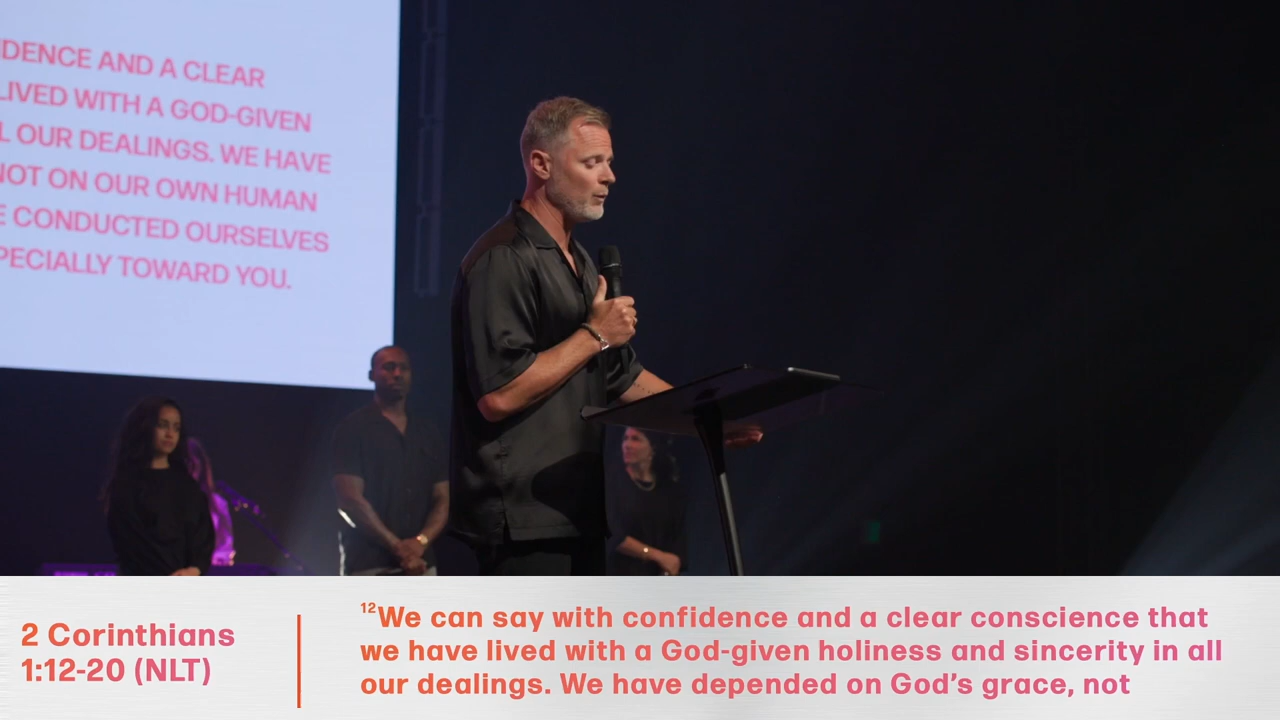 DENCE AND A CLEAR
LIVED WITH A GOD-GIVEN
L OUR DEALINGS. WE HAVE
NOT ON OUR OWN HUMAN
E CONDUCTED OURSELVES
PECIALLY TOWARD YOU.
2 Corinthians
1:12-20 (NLT)
12We can say with confidence and a clear conscience that
we have lived with a God-given holiness and sincerity in all
our dealings. We have depended on God’s grace, not